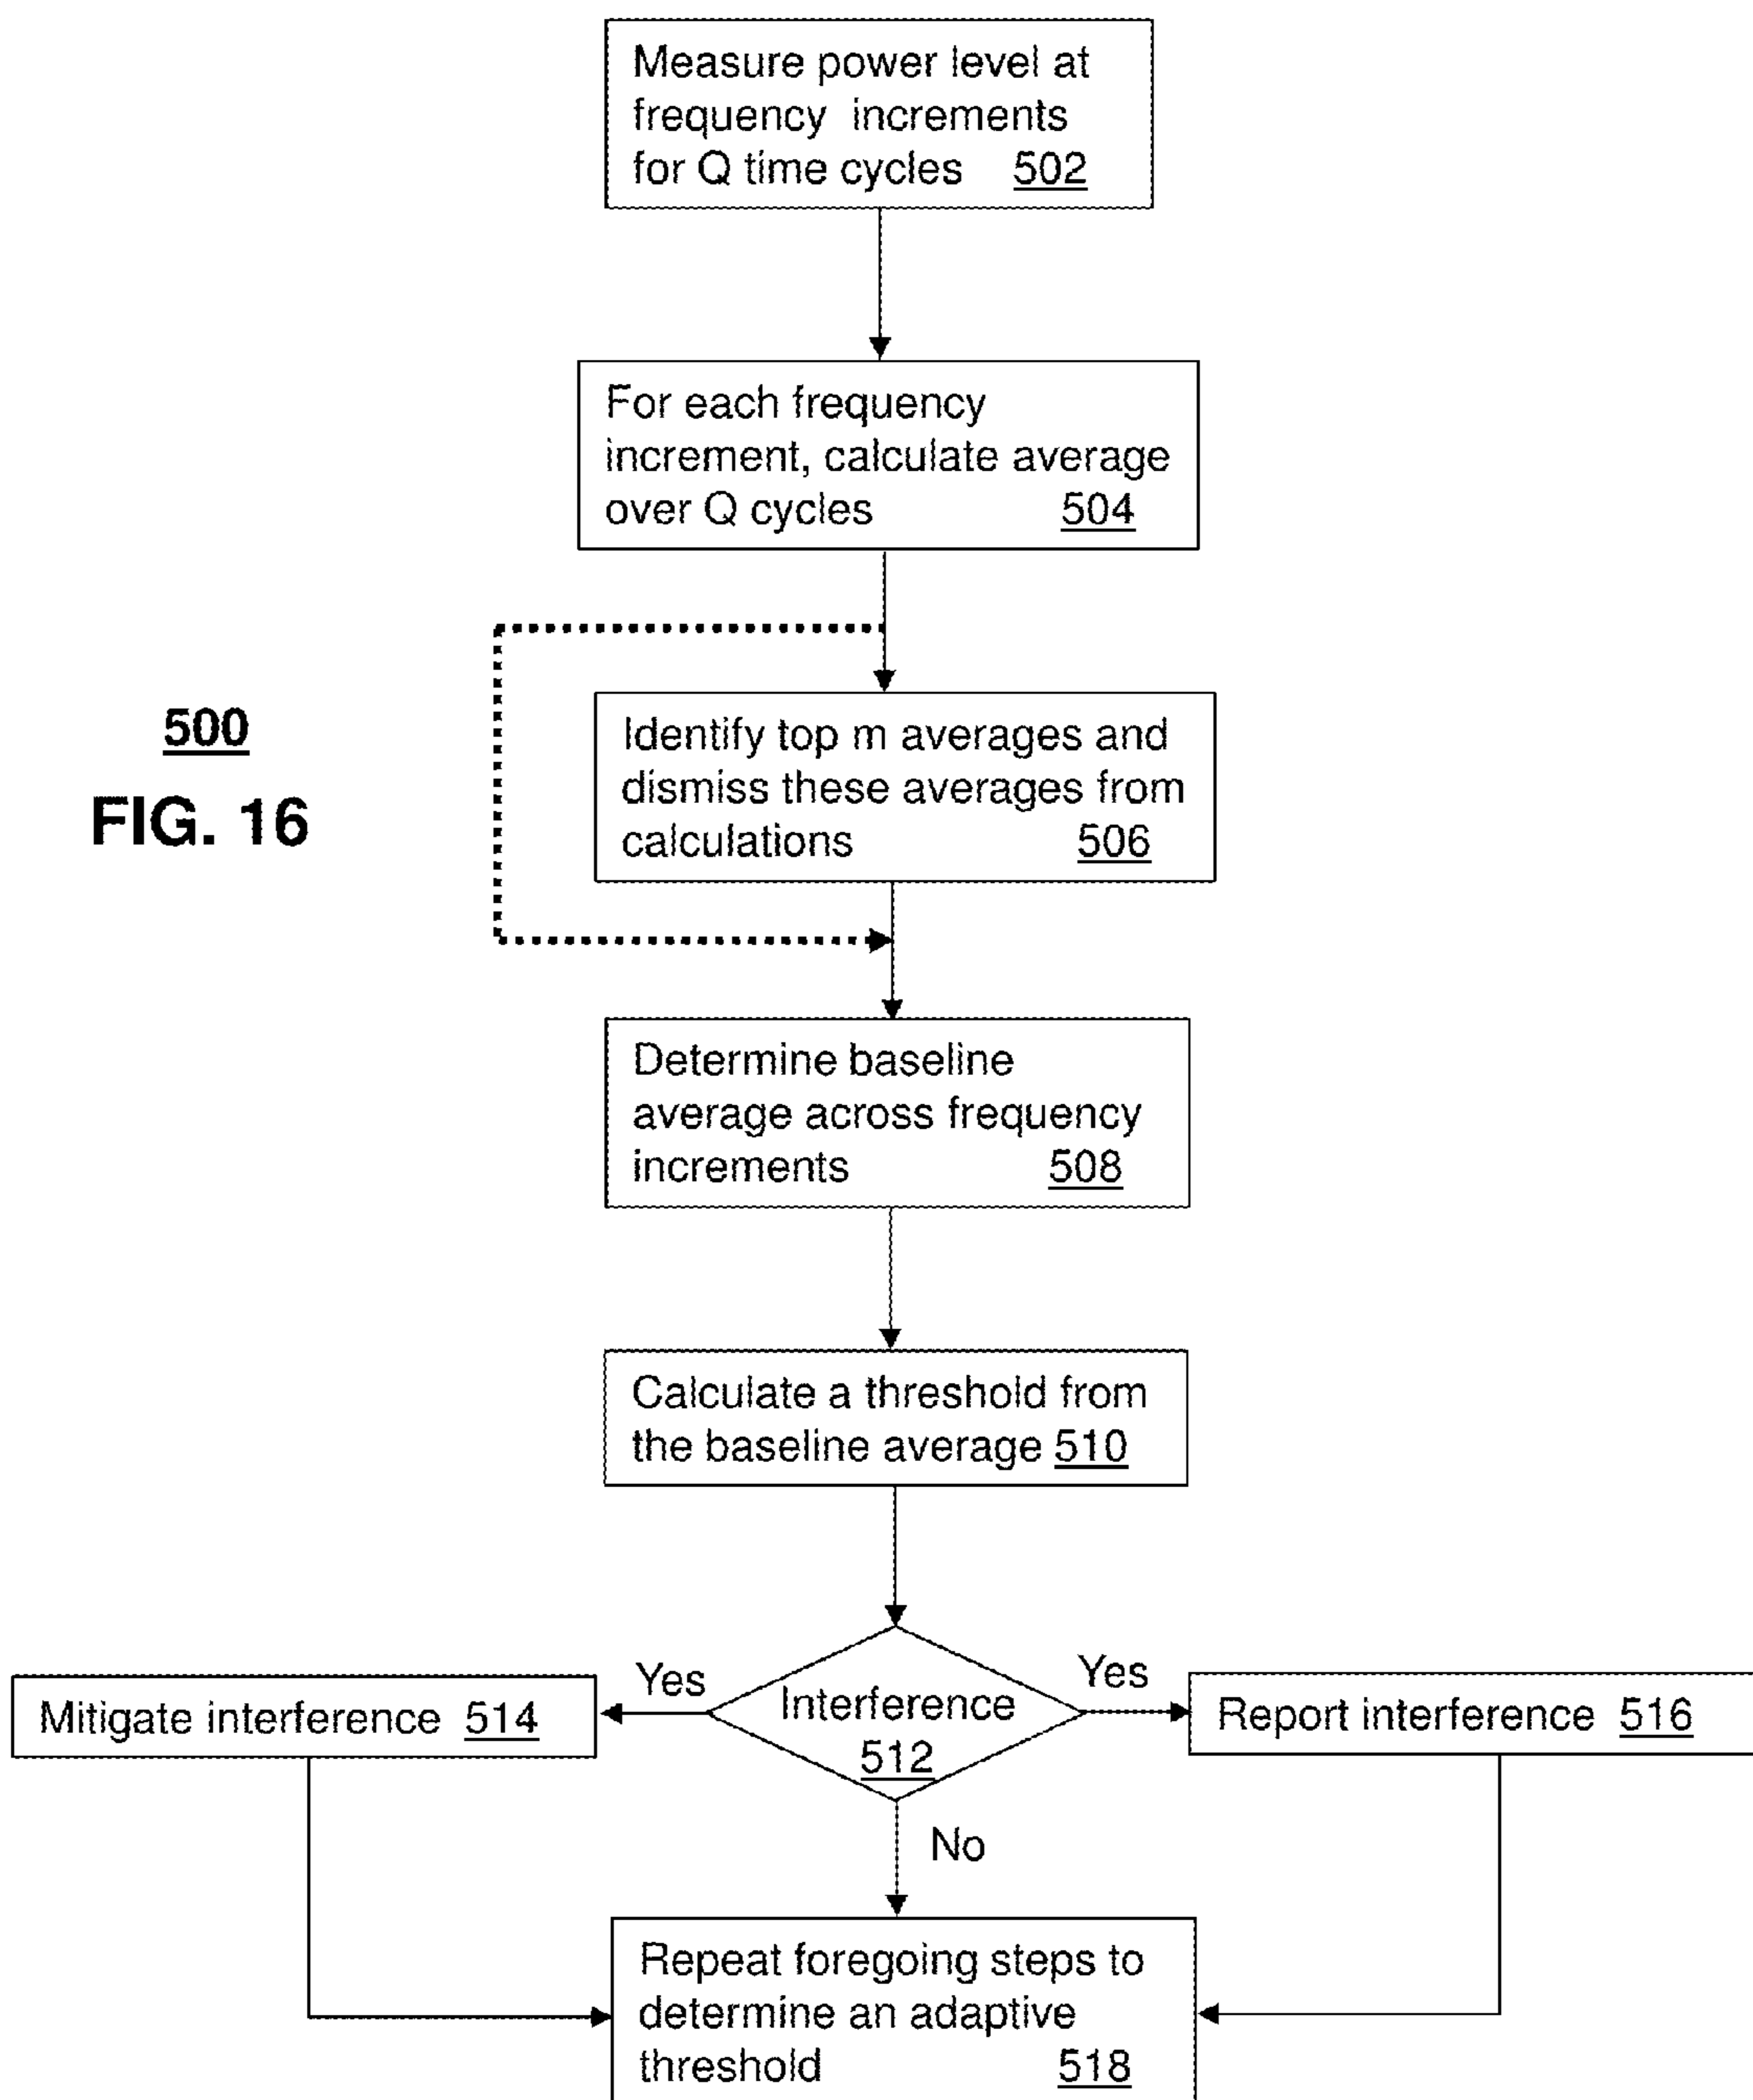 Measure power level at
frequency increments
for Q time cycles 502
For each frequency
increment, calculate average
over Q cycles 504
500
FIG. 16
Identify top m averages and
dismiss these averages from
calculations 506
Determine baseline
average across frequency
increments 508
Calculate a threshold from
the baseline average 510
Yes
Yes
Mitigate interference 514
Interference
512
Report interference 516
No
Repeat foregoing steps to
determine an adaptive
threshold 518